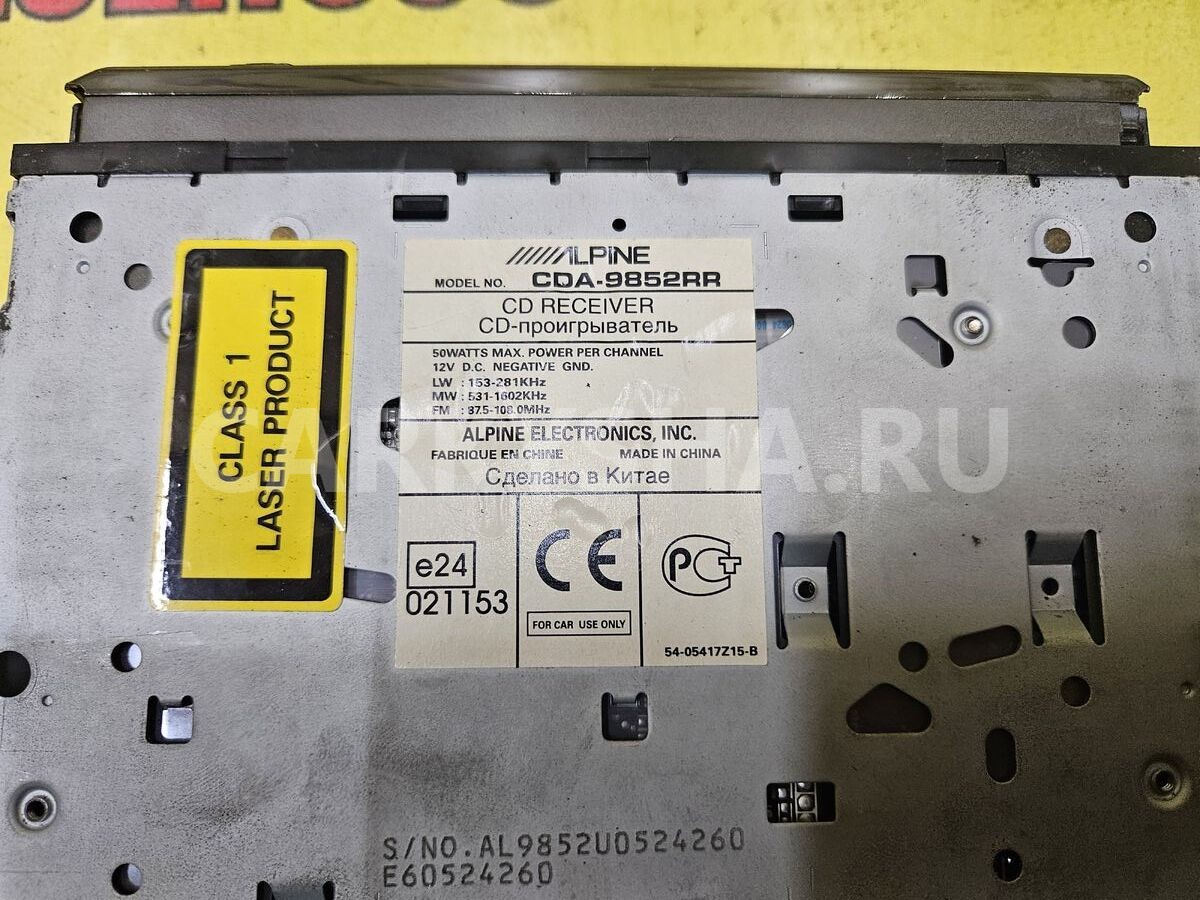 ALPINE
MODEL NO. CDA-9852RR
CD RECEIVER
CD-проигрыватель
50WATTS MAX. POWER PER CHANNEL
12V D.C. NEGATIVE GND.
LW : 153-281KHz
MW : 531-1602KHz
FM : 87.5-108.0MHz
ALPINE ELECTRONICS, INC.
FABRIQUE EN CHINE MADE IN CHINA
Сделано в Китае
CLASS 1
LASER PRODUCT
e24
021153
CE
FOR CAR USE ONLY
РСТ
54-05417Z15-B
S/NO.AL9852U0524260
E60524260